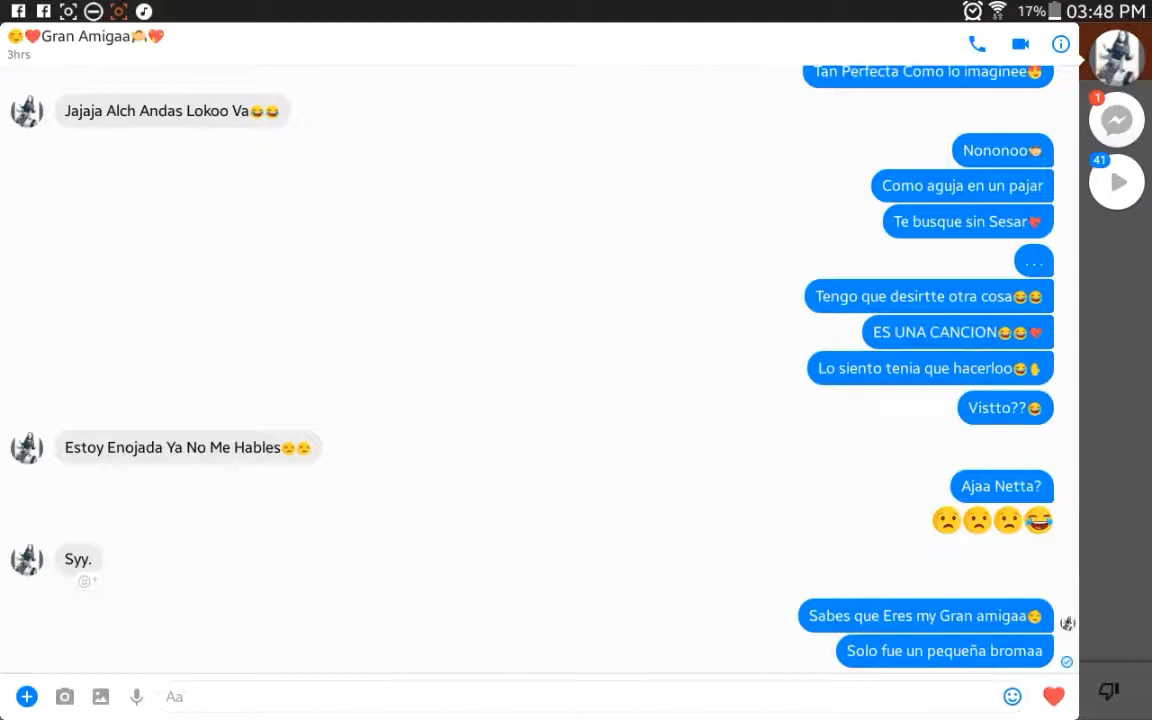 17% 03:48 PM
Gran Amigaa
3hrs
Tan Perfecta Como lo imaginee😍
Jajaja Alch Andas Lokoo Va😂😂
1
Nononoo
Como aguja en un pajar
41
Te busque sin Sesar💖
...
Tengo que desirtte otra cosa😂😂
ES UNA CANCION😂😂💖
Lo siento tenia que hacerloo😂✋
Vistto??😂
Estoy Enojada Ya No Me Hables😒😒
Ajaa Netta?
😟😟😟😂
Syy.
Sabes que Eres my Gran amigaa😏
Solo fue un pequeña bromaa
Aa